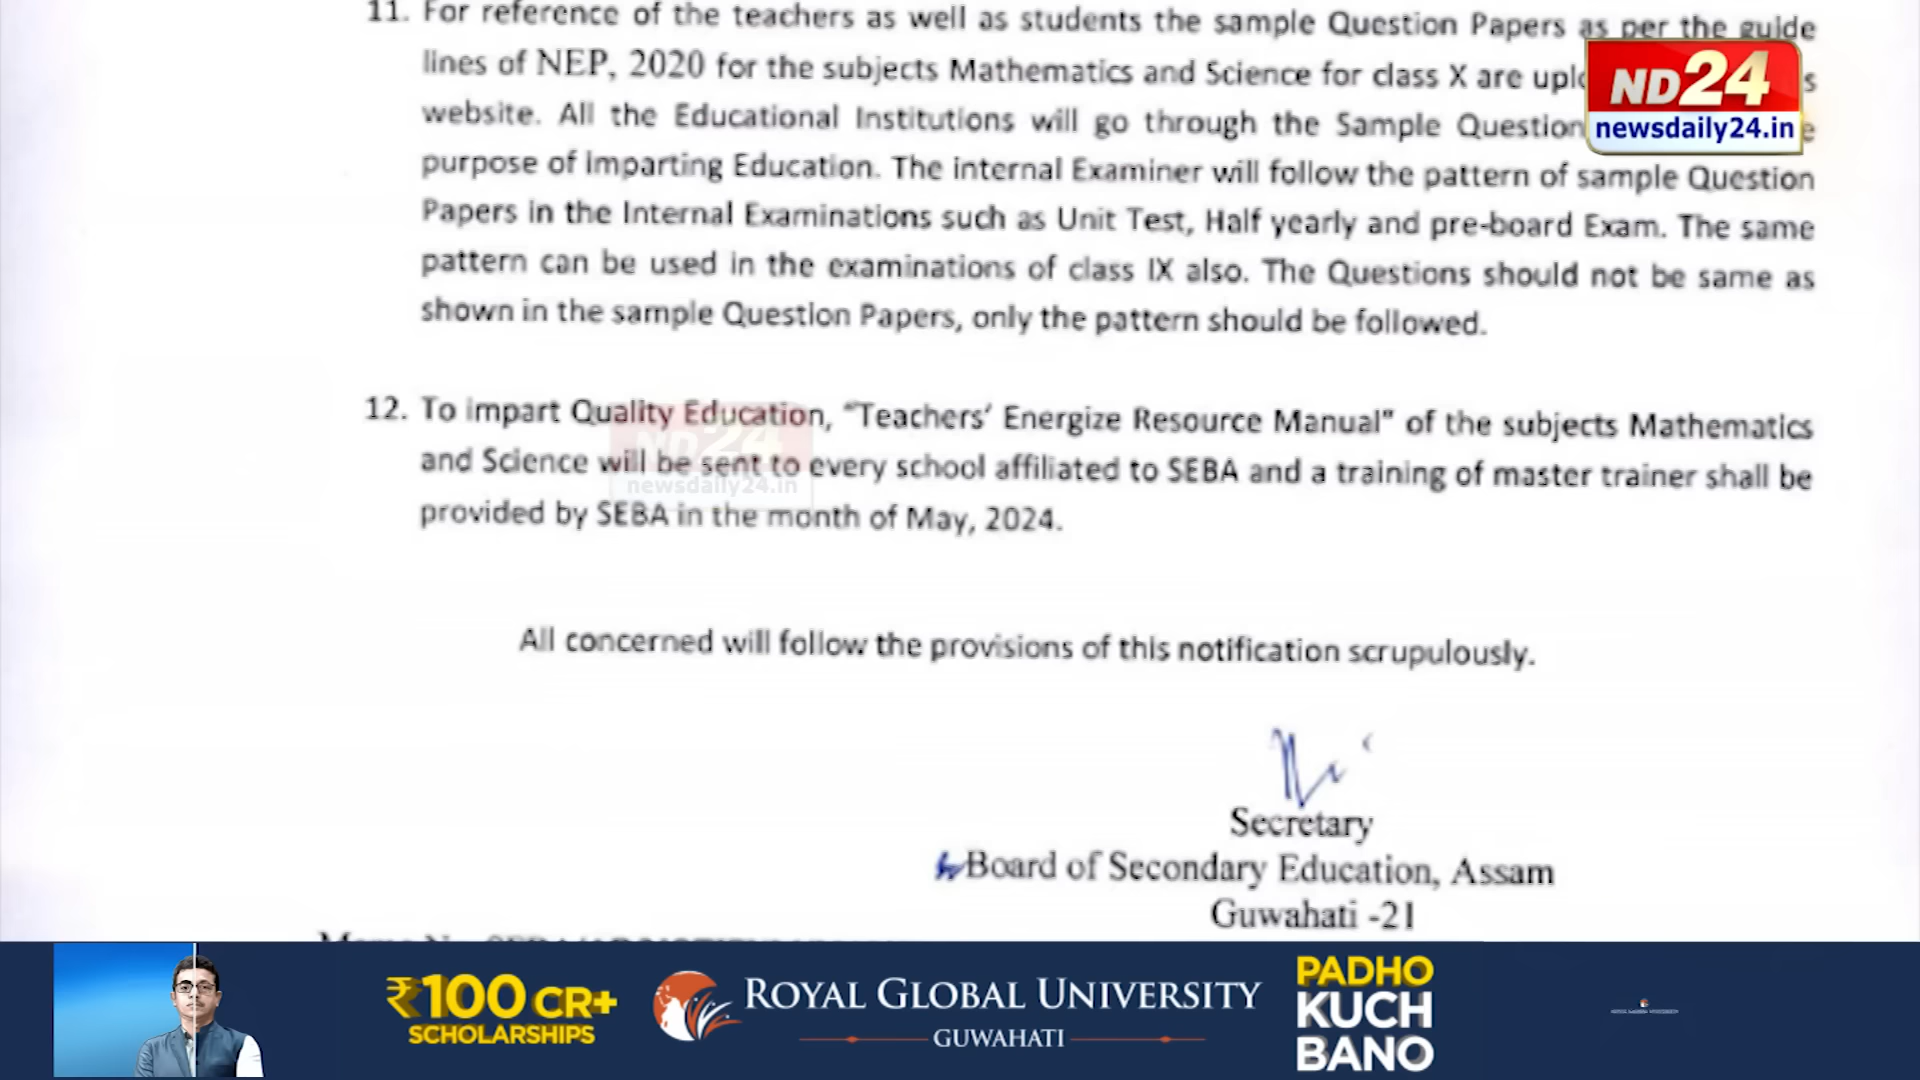 11. For reference of the teachers as well as students the sample Question Papers as per the guide
lines of NEP, 2020 for the subjects Mathematics and Science for class X are
website. All the Educational Institutions will go through the Sample Question
purpose of Imparting Education. The internal Examiner will follow the pattern of sample Question
Papers in the Internal Examinations such as Unit Test, Half yearly and pre-board Exam. The same
pattern can be used in the examinations of class IX also. The Questions should not be same as
shown in the sample Question Papers, only the pattern should be followed.
ND24
newsdaily24.in
12. To impart Quality Education, "Teachers' Energize Resource Manual" of the subjects Mathematics
and Science will be sent to every school affiliated to SEBA and a training of master trainer shall be
provided by SEBA in the month of May, 2024.
ND24
newsdaily24.in
All concerned will follow the provisions of this notification scrupulously.
Secretary
Board of Secondary Education, Assam
Guwahati -21
₹100 CR+
SCHOLARSHIPS
ROYAL GLOBAL UNIVERSITY
GUWAHATI
PADHO
KUCH
BANO